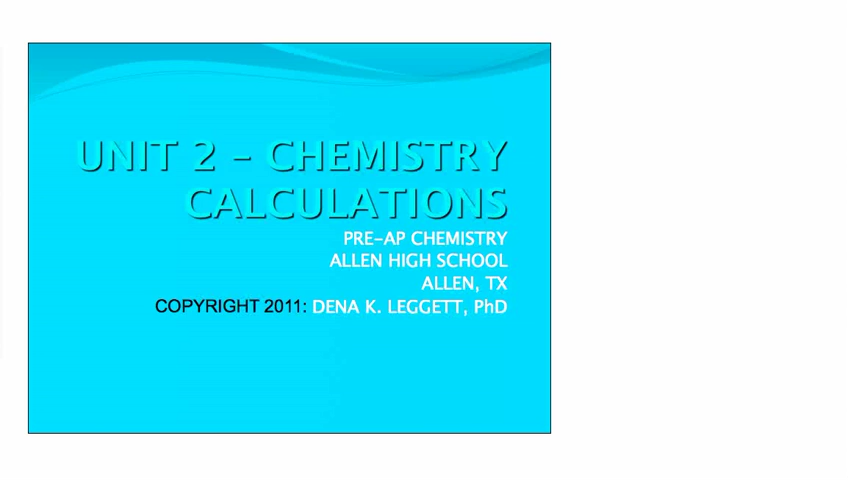 UNIT 2 – CHEMISTRY
CALCULATIONS
PRE-AP CHEMISTRY
ALLEN HIGH SCHOOL
ALLEN, TX
COPYRIGHT 2011: DENA K. LEGGETT, PhD